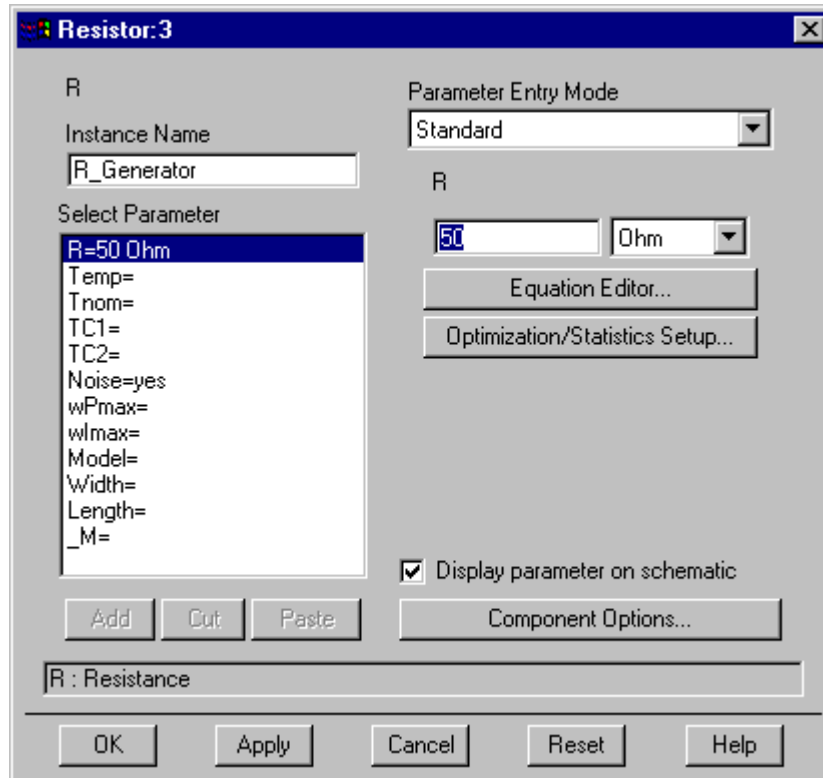 Resistor:3
R
Instance Name
R_Generator
Select Parameter
R=50 Ohm
Temp=
Tnom=
TC1=
TC2=
Noise=yes
wPmax=
wImax=
Model=
Width=
Length=
_M=
Add Cut Paste
Parameter Entry Mode
Standard
R
50 Ohm
Equation Editor...
Optimization/Statistics Setup...
Display parameter on schematic
Component Options...
R : Resistance
OK Apply Cancel Reset Help